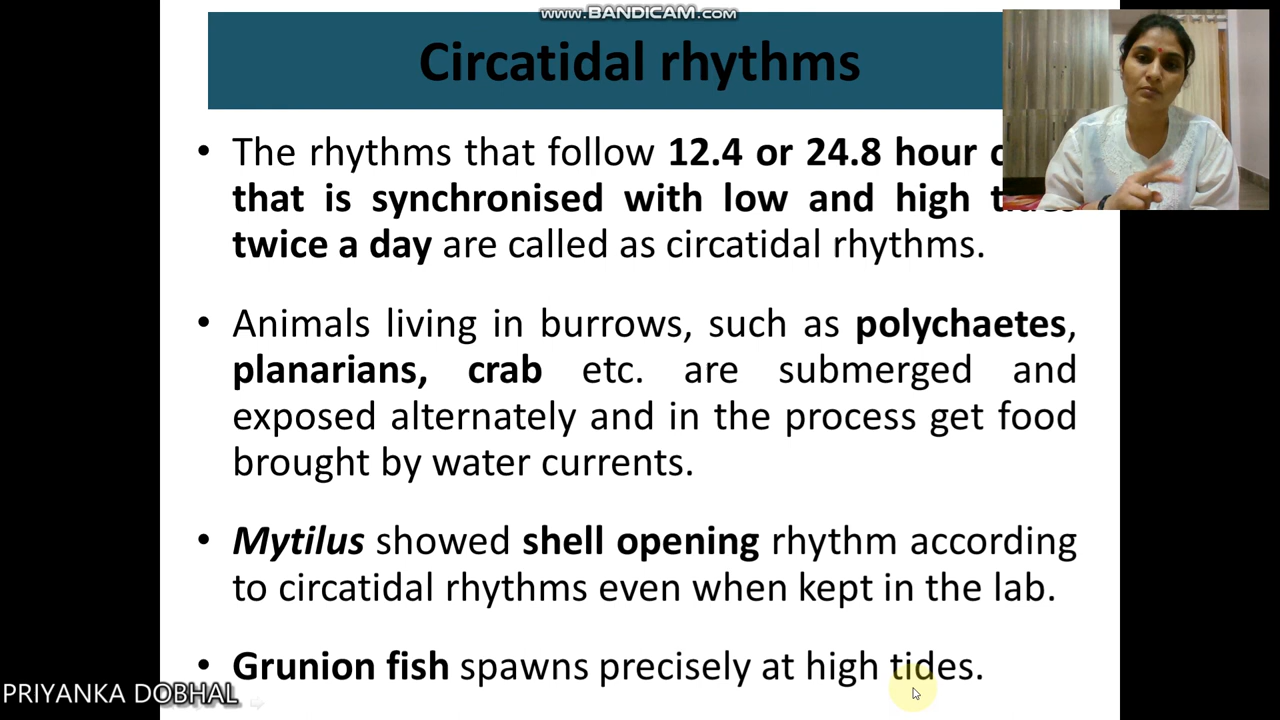 www.BANDICAM.com
Circatidal rhythms
• The rhythms that follow 12.4 or 24.8 hour
that is synchronised with low and high
twice a day are called as circatidal rhythms.
• Animals living in burrows, such as polychaetes,
planarians, crab etc. are submerged and
exposed alternately and in the process get food
brought by water currents.
• Mytilus showed shell opening rhythm according
to circatidal rhythms even when kept in the lab.
• Grunion fish spawns precisely at high tides.
PRIYANKA DOBHAL